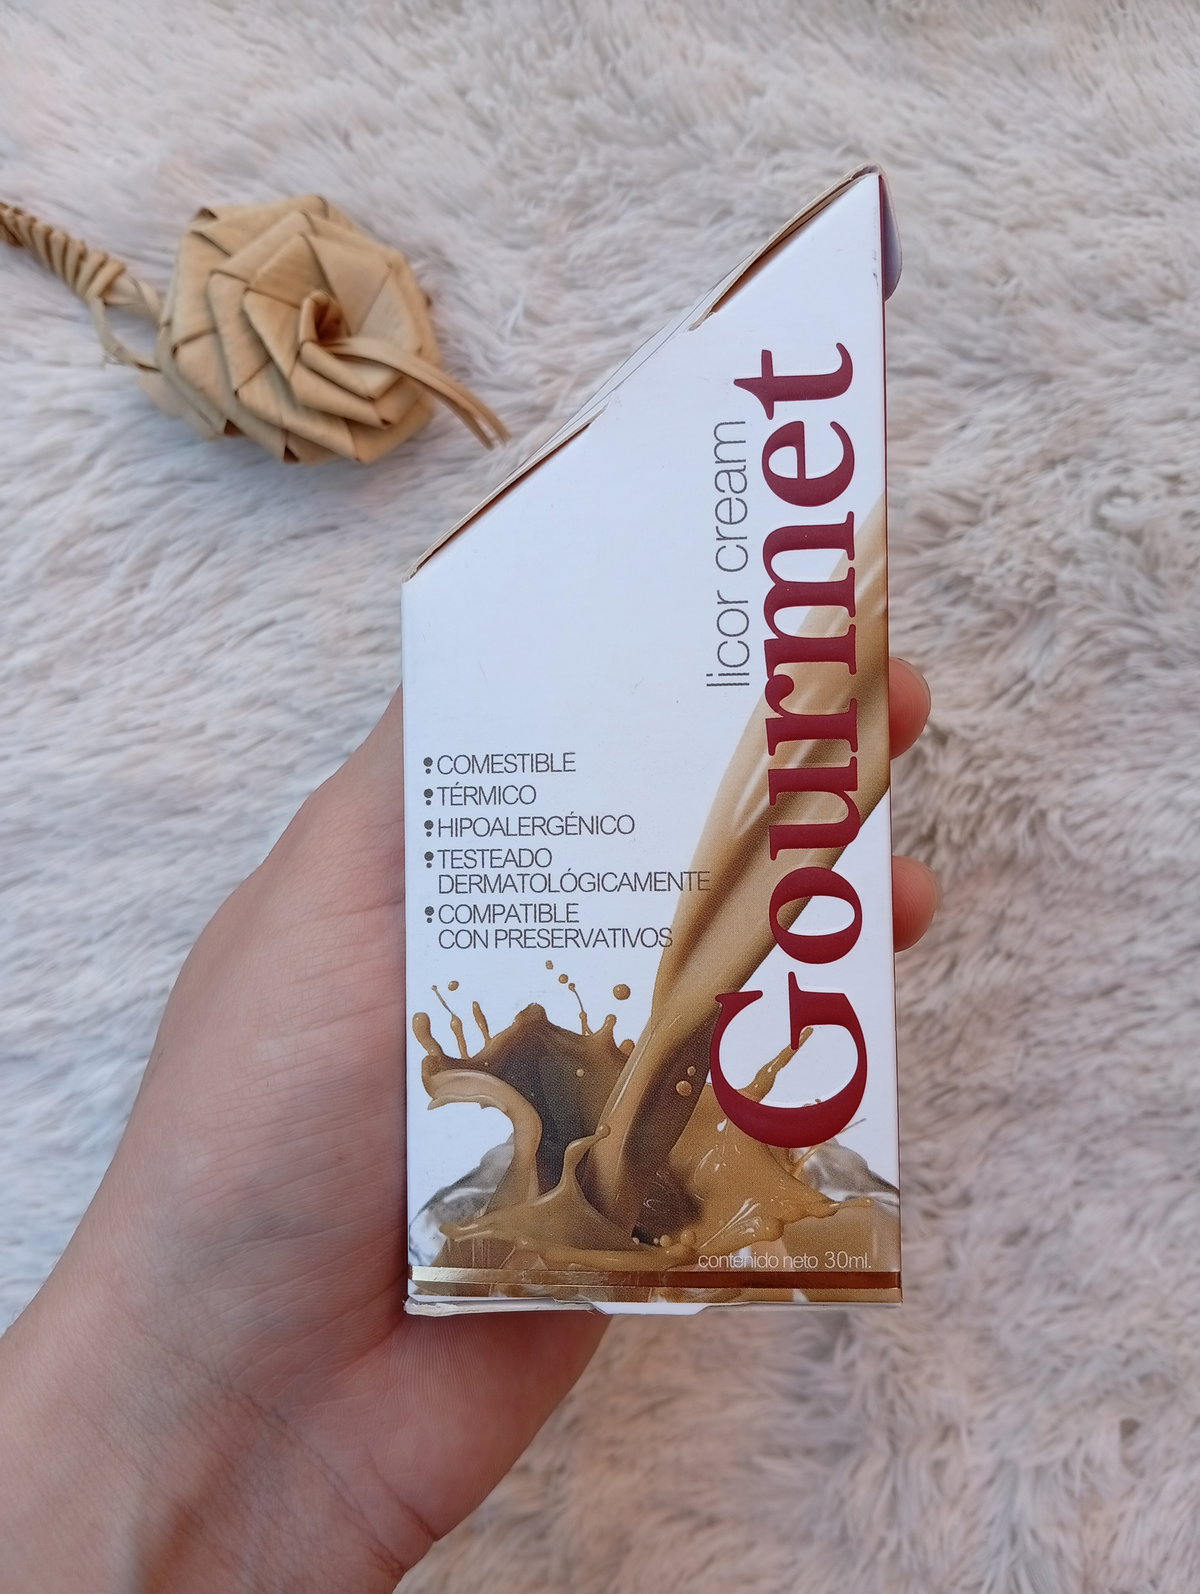 licor cream
Gourmet
COMESTIBLE
TÉRMICO
HIPOALERGÉNICO
TESTEADO
DERMATOLÓGICAMENTE
COMPATIBLE
CON PRESERVATIVOS
contenido neto 30ml.